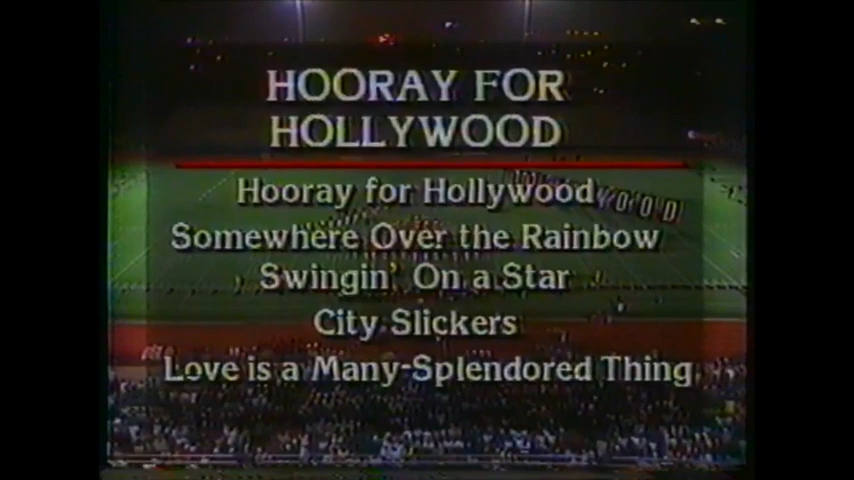 HOORAY FOR
HOLLYWOOD
Hooray for Hollywood
Somewhere Over the Rainbow
Swingin' On a Star
City Slickers
Love is a Many-Splendored Thing